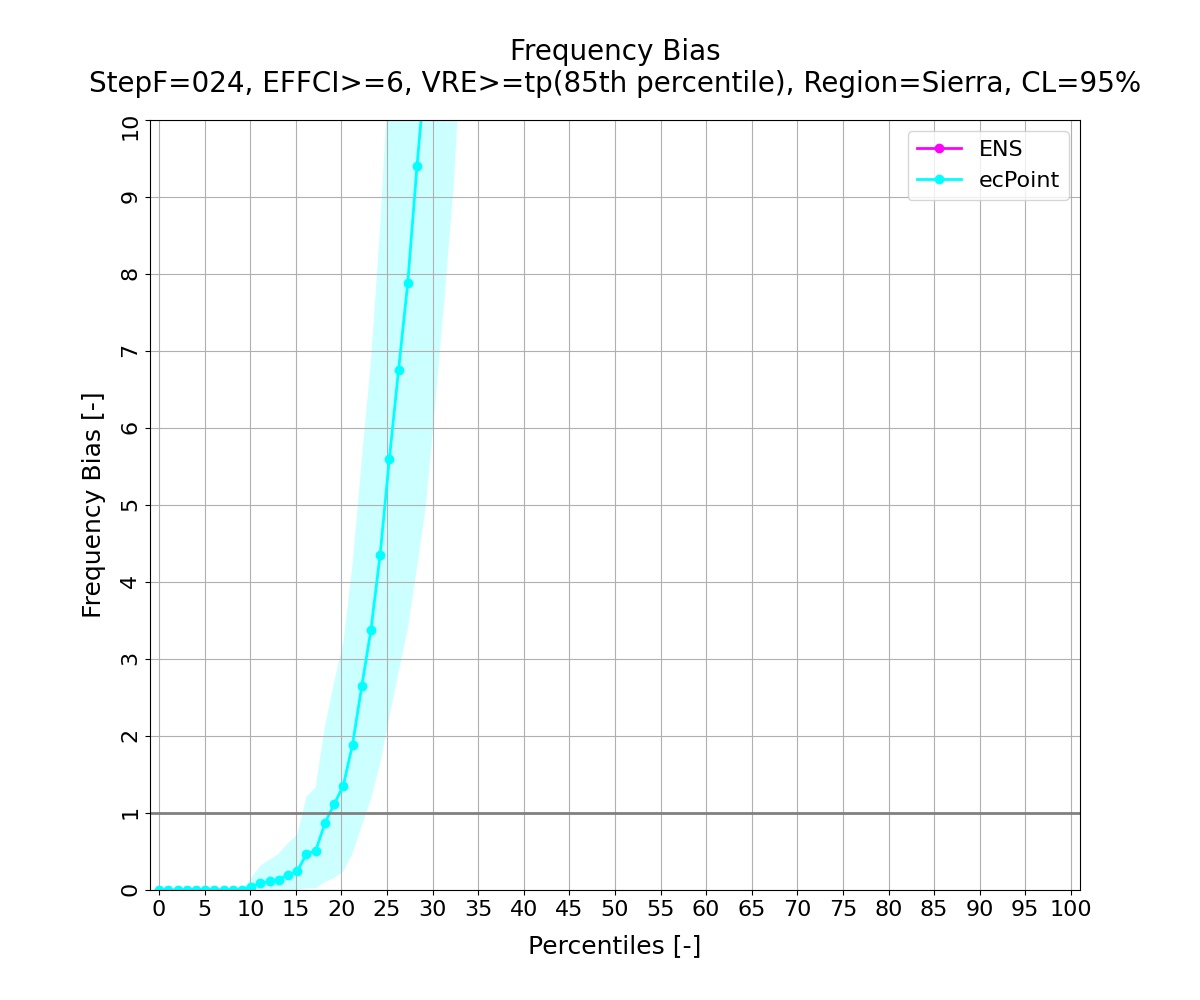 Frequency Bias
StepF=024, EFFCI>=6, VRE>=tp(85th percentile), Region=Sierra, CL=95%
ENS
ecPoint
Frequency Bias [-]
10
9
8
7
6
5
4
3
2
1
0
0 5 10 15 20 25 30 35 40 45 50 55 60 65 70 75 80 85 90 95 100
Percentiles [-]